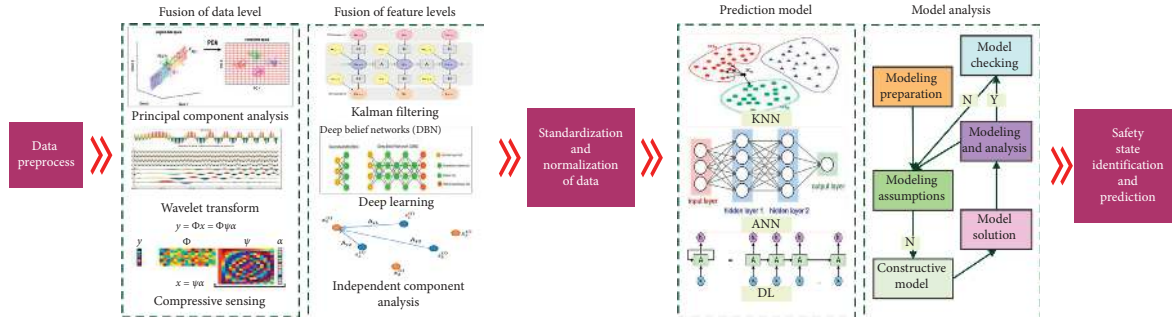 Data
preprocess
Fusion of data level
PCA
Principal component analysis
Wavelet transform
y = Φx = Φψα
y
Φ
ψ
α
x = ψα
Compressive sensing
Fusion of feature levels
Kalman filtering
Deep belief networks (DBN)
Deep learning
Independent component
analysis
Standardization
and
normalization
of data
Prediction model
KNN
input layer
hidden layer 1
hidden layer 2
output layer
ANN
A
=
A
A
A
A
DL
Model analysis
Model
checking
Modeling
preparation
N
Y
Modeling
and analysis
Modeling
assumptions
Model
solution
N
Constructive
model
Safety
state
identification
and
prediction